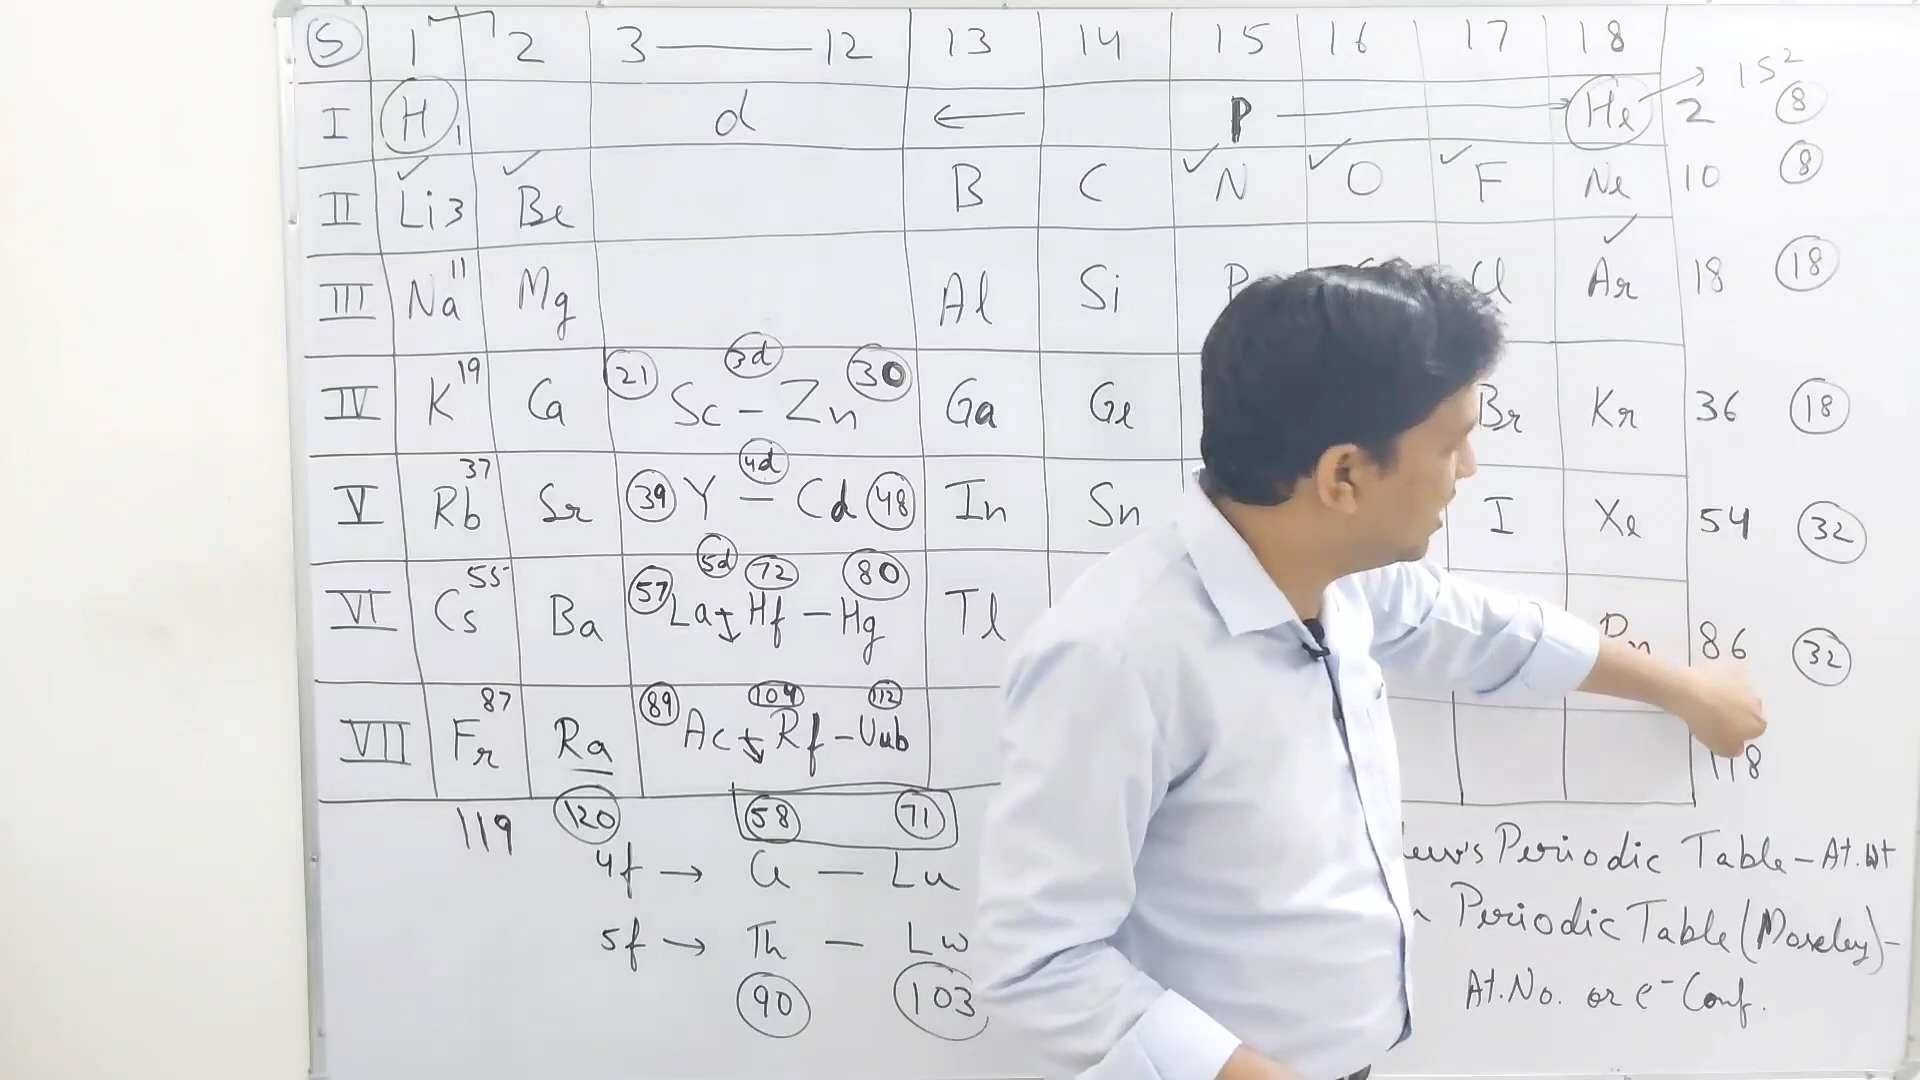 S 1 2 3 — 12 13 14 15 16 17 18 1S²
I H 1 d ← P → He 2 8
II Li 3 Be B C N O F Ne 10 8
III Na 11 Mg Al Si P Cl Ar 18 18
IV K 19 Ca 21 Sc - 3d Zn 30 Ga Ge Br Kr 36 18
V Rb 37 Sr 39 Y - 4d Cd 48 In Sn I Xe 54 32
VI Cs 55 Ba 57 La 5d 72 Hf - Hg 80 Tl 86 32
VII Fr 87 Ra 89 Ac 104 Rf - Uub 112 118
119 120 58 71
4f → Ce — Lu
5f → Th — Lw
90 103
Periodic Table - At. Wt
Periodic Table (Moseley) -
At. No. or e⁻ Conf.